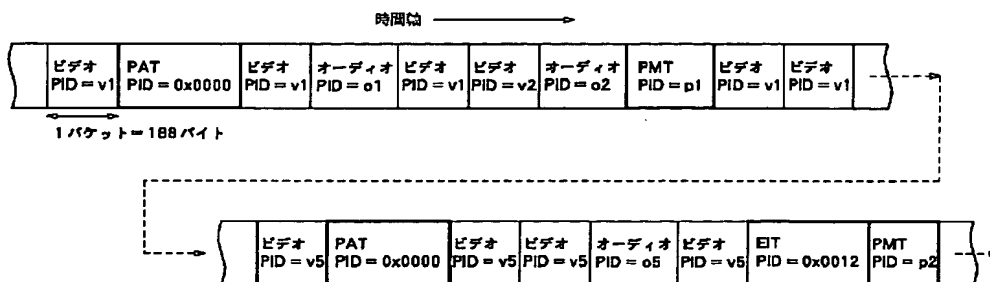 時間軸
ビデオ
PID=v1
PAT
PID=0x0000
ビデオ
PID=v1
オーディオ
PID=o1
ビデオ
PID=v1
ビデオ
PID=v2
オーディオ
PID=o2
PMT
PID=p1
ビデオ
PID=v1
ビデオ
PID=v1
1パケット=188バイト
ビデオ
PID=v5
PAT
PID=0x0000
ビデオ
PID=v5
ビデオ
PID=v5
オーディオ
PID=o5
ビデオ
PID=v5
EIT
PID=0x0012
PMT
PID=p2